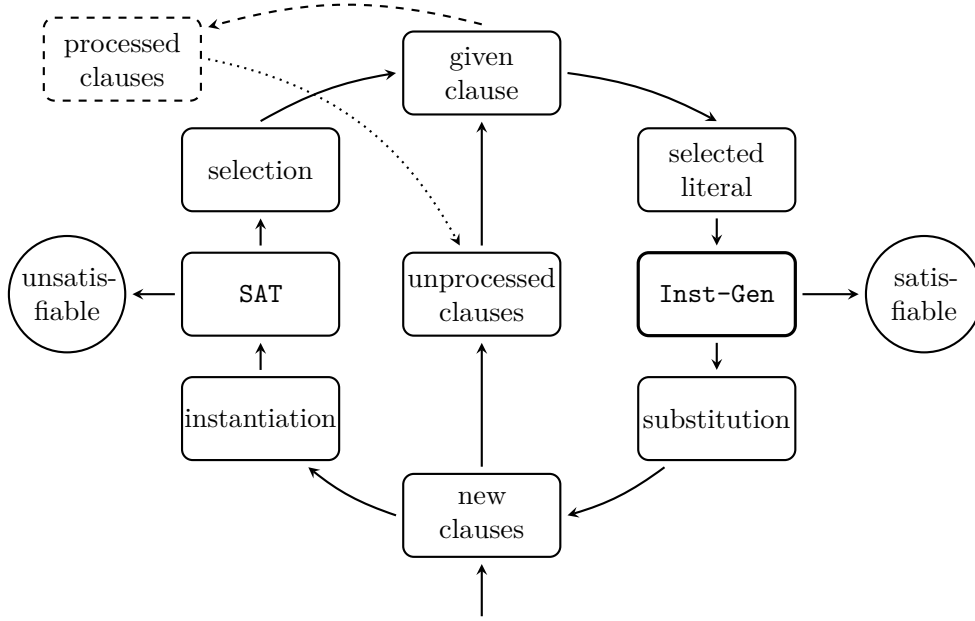 processed
clauses
given
clause
selection
selected
literal
unsatis-
fiable
SAT
unprocessed
clauses
Inst-Gen
satis-
fiable
instantiation
substitution
new
clauses